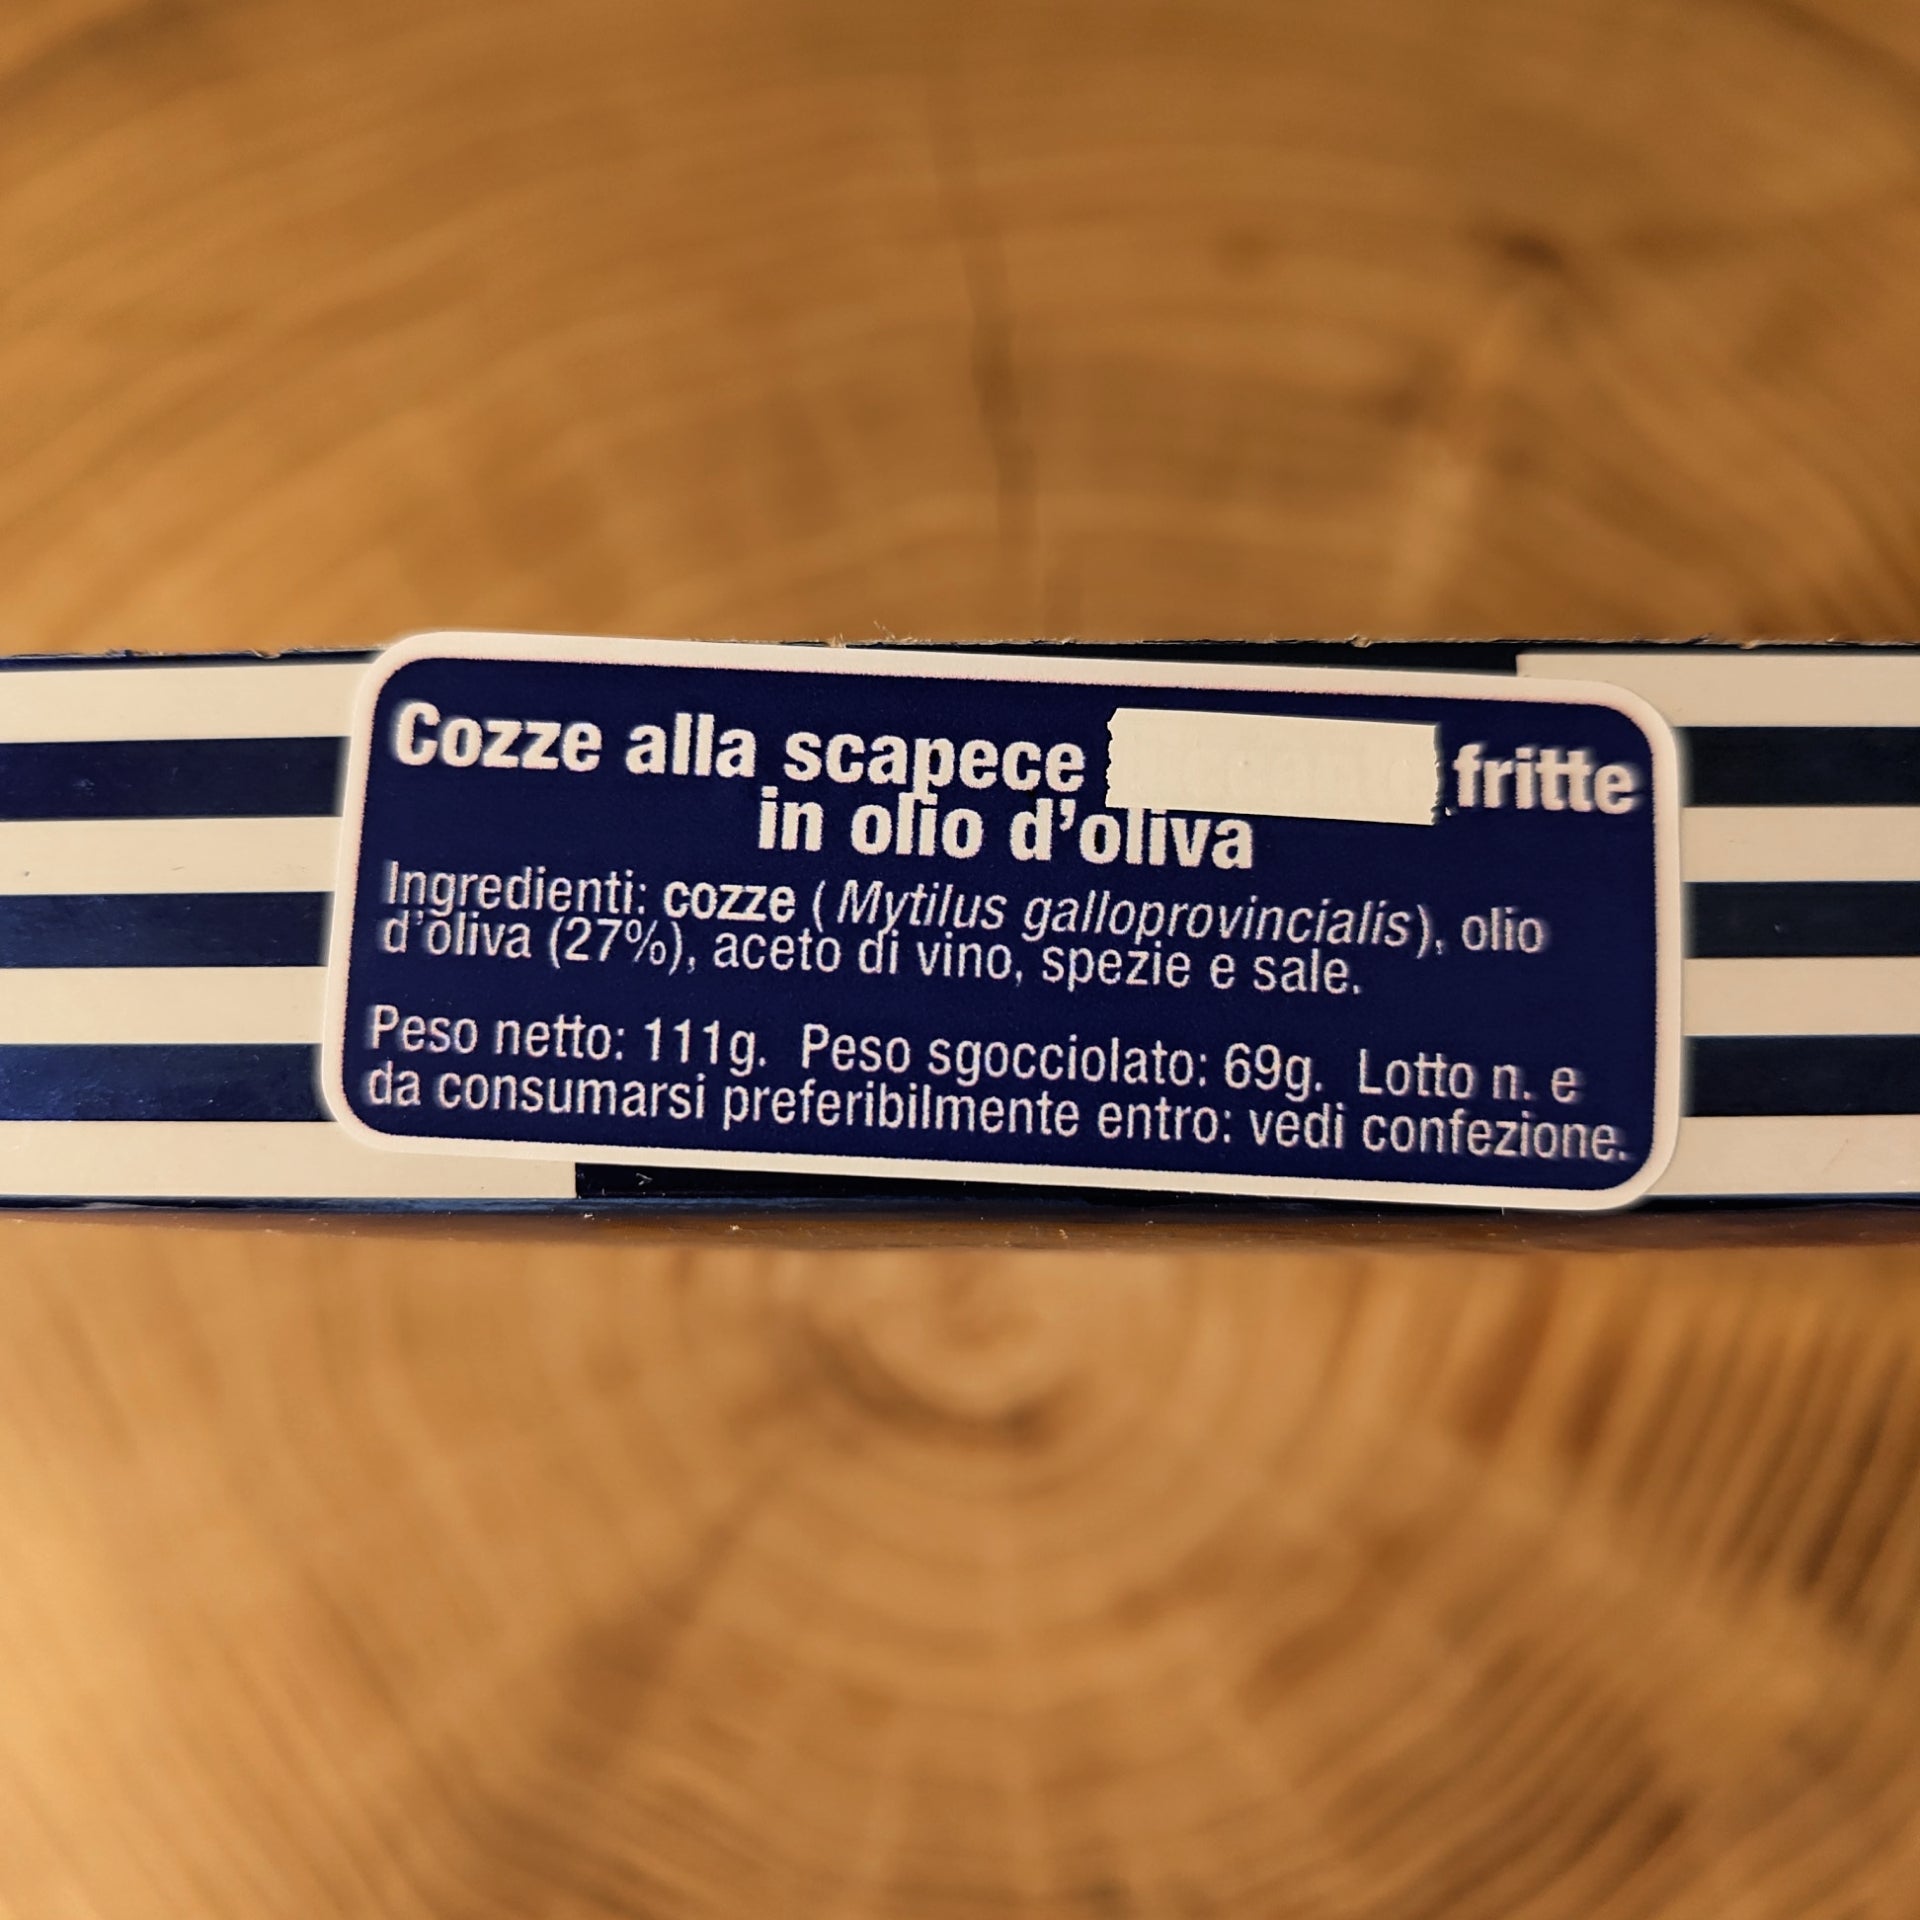 Cozze alla scapece fritte
in olio d'oliva
Ingredienti: cozze ( Mytilus galloprovincialis), olio
d'oliva (27%), aceto di vino, spezie e sale.
Peso netto: 111g. Peso sgocciolato: 69g. Lotto n. e
da consumarsi preferibilmente entro: vedi confezione.